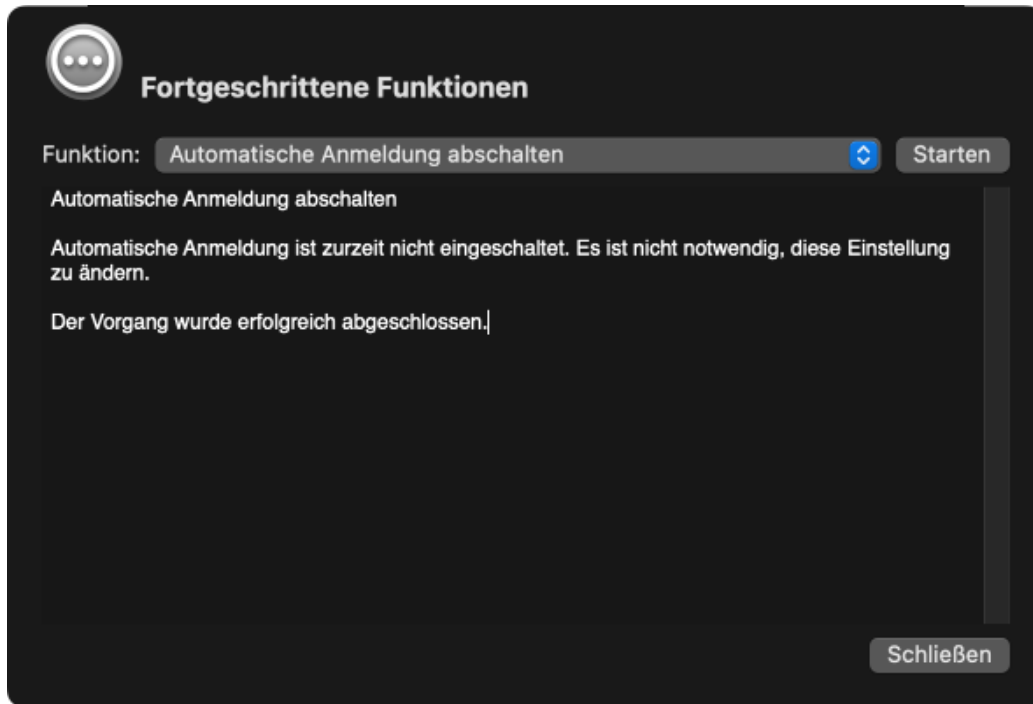 Fortgeschrittene Funktionen
Funktion: Automatische Anmeldung abschalten Starten
Automatische Anmeldung abschalten
Automatische Anmeldung ist zurzeit nicht eingeschaltet. Es ist nicht notwendig, diese Einstellung
zu ändern.
Der Vorgang wurde erfolgreich abgeschlossen.
Schließen